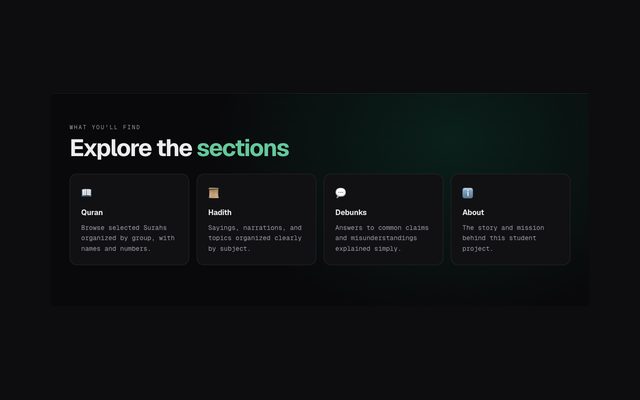 WHAT YOU'LL FIND
Explore the sections
Quran
Browse selected Surahs
organized by group, with
names and numbers.
Hadith
Sayings, narrations, and
topics organized clearly
by subject.
Debunks
Answers to common claims
and misunderstandings
explained simply.
About
The story and mission
behind this student
project.